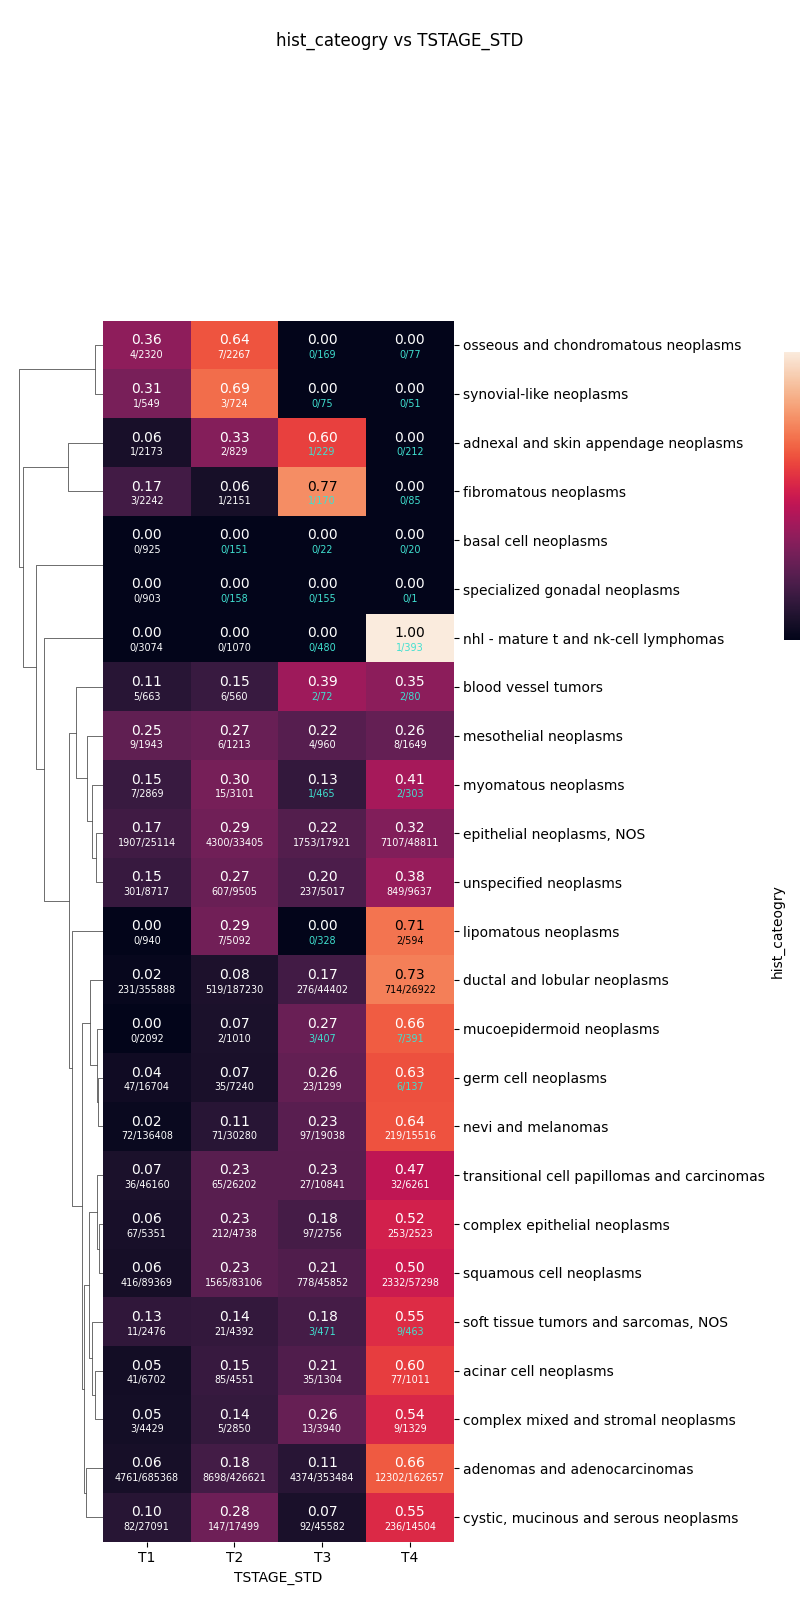 hist_cateogry vs TSTAGE_STD
0.36 0.64 0.00 0.00 osseous and chondromatous neoplasms
4/2320 7/2267 0/169 0/77
0.31 0.69 0.00 0.00 synovial-like neoplasms
1/549 3/724 0/75 0/51
0.06 0.33 0.60 0.00 adnexal and skin appendage neoplasms
1/2173 2/829 1/229 0/212
0.17 0.06 0.77 0.00 fibromatous neoplasms
3/2242 1/2151 0/85
0.00 0.00 0.00 0.00 basal cell neoplasms
0/925 0/151 0/22 0/20
0.00 0.00 0.00 0.00 specialized gonadal neoplasms
0/903 0/158 0/155 0/1
0.00 0.00 0.00 1.00 nhl - mature t and nk-cell lymphomas
0/3074 0/1070 0/480 1/393
0.11 0.15 0.39 0.35 blood vessel tumors
5/663 6/560 2/72 2/80
0.25 0.27 0.22 0.26 mesothelial neoplasms
9/1943 6/1213 4/960 8/1649
0.15 0.30 0.13 0.41 myomatous neoplasms
7/2869 15/3101 1/465 2/303
0.17 0.29 0.22 0.32 epithelial neoplasms, NOS
1907/25114 4300/33405 1753/17921 7107/48811
0.15 0.27 0.20 0.38 unspecified neoplasms
301/8717 607/9505 237/5017 849/9637
0.00 0.29 0.00 0.71 lipomatous neoplasms
0/940 7/5092 0/328 2/594
0.02 0.08 0.17 0.73 ductal and lobular neoplasms
231/355888 519/187230 276/44402 714/26922
0.00 0.07 0.27 0.66 mucoepidermoid neoplasms
0/2092 2/1010 3/407 7/391
0.04 0.07 0.26 0.63 germ cell neoplasms
47/16704 35/7240 23/1299 6/137
0.02 0.11 0.23 0.64 nevi and melanomas
72/136408 71/30280 97/19038 219/15516
0.07 0.23 0.23 0.47 transitional cell papillomas and carcinomas
36/46160 65/26202 27/10841 32/6261
0.06 0.23 0.18 0.52 complex epithelial neoplasms
67/5351 212/4738 97/2756 253/2523
0.06 0.23 0.21 0.50 squamous cell neoplasms
416/89369 1565/83106 778/45852 2332/57298
0.13 0.14 0.18 0.55 soft tissue tumors and sarcomas, NOS
11/2476 21/4392 3/471 9/463
0.05 0.15 0.21 0.60 acinar cell neoplasms
41/6702 85/4551 35/1304 77/1011
0.05 0.14 0.26 0.54 complex mixed and stromal neoplasms
3/4429 5/2850 13/3940 9/1329
0.06 0.18 0.11 0.66 adenomas and adenocarcinomas
4761/685368 8698/426621 4374/353484 12302/162657
0.10 0.28 0.07 0.55 cystic, mucinous and serous neoplasms
82/27091 147/17499 92/45582 236/14504
T1 T2 T3 T4
TSTAGE_STD
hist_cateogry